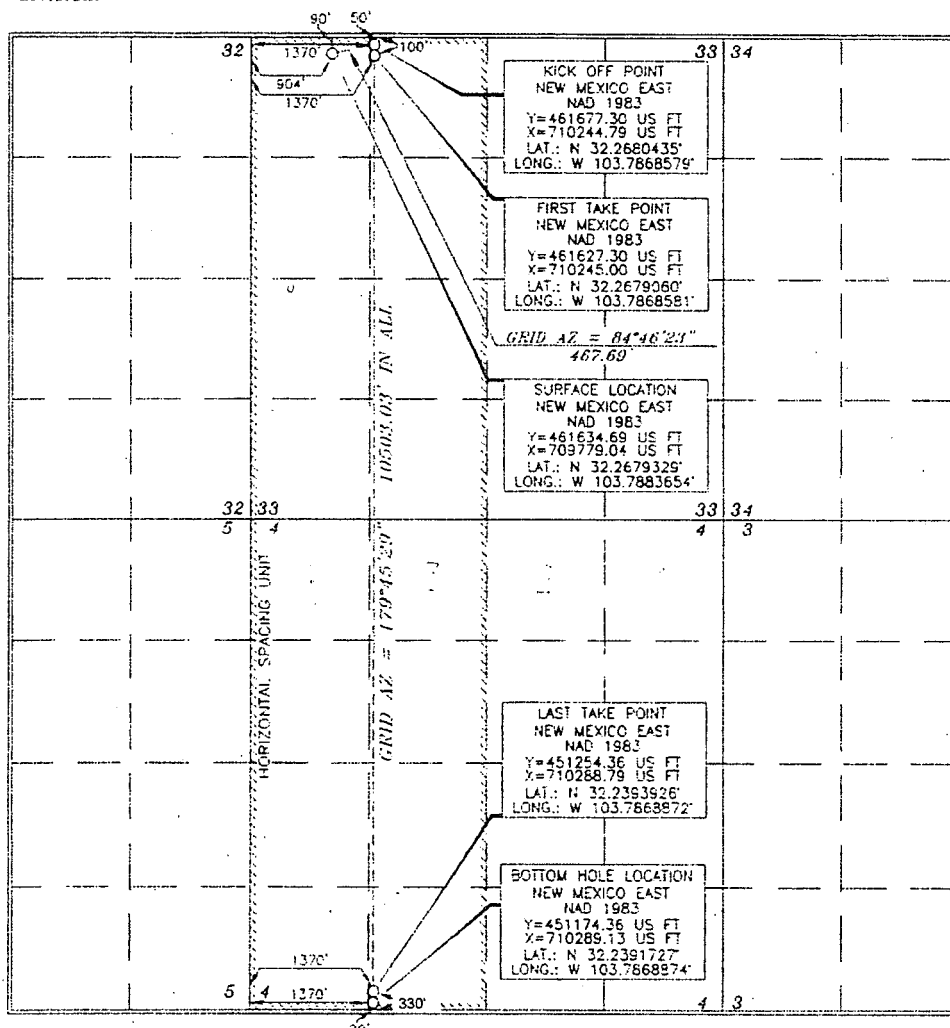 90'
50'
32
1370'
100'
33 34
904'
1370'
KICK OFF POINT
NEW MEXICO EAST
NAD 1983
Y=461677.30 US FT
X=710244.79 US FT
LAT.: N 32.2680435°
LONG.: W 103.7868579°
FIRST TAKE POINT
NEW MEXICO EAST
NAD 1983
Y=461627.30 US FT
X=710245.00 US FT
LAT.: N 32.2679060°
LONG.: W 103.7868581°
GRID AZ = 84°46'23"
467.69'
10503.03' IN ALL
SURFACE LOCATION
NEW MEXICO EAST
NAD 1983
Y=461634.69 US FT
X=709779.04 US FT
LAT.: N 32.2679329°
LONG.: W 103.7883654°
32 33
33 34
5 4
4 3
HORIZONTAL SPACING UNIT
GRID AZ = 179°45'29"
LAST TAKE POINT
NEW MEXICO EAST
NAD 1983
Y=451254.36 US FT
X=710288.79 US FT
LAT.: N 32.2393926°
LONG.: W 103.7868872°
BOTTOM HOLE LOCATION
NEW MEXICO EAST
NAD 1983
Y=451174.36 US FT
X=710289.13 US FT
LAT.: N 32.2391727°
LONG.: W 103.7868874°
1370'
5 4
1370'
330'
4 3